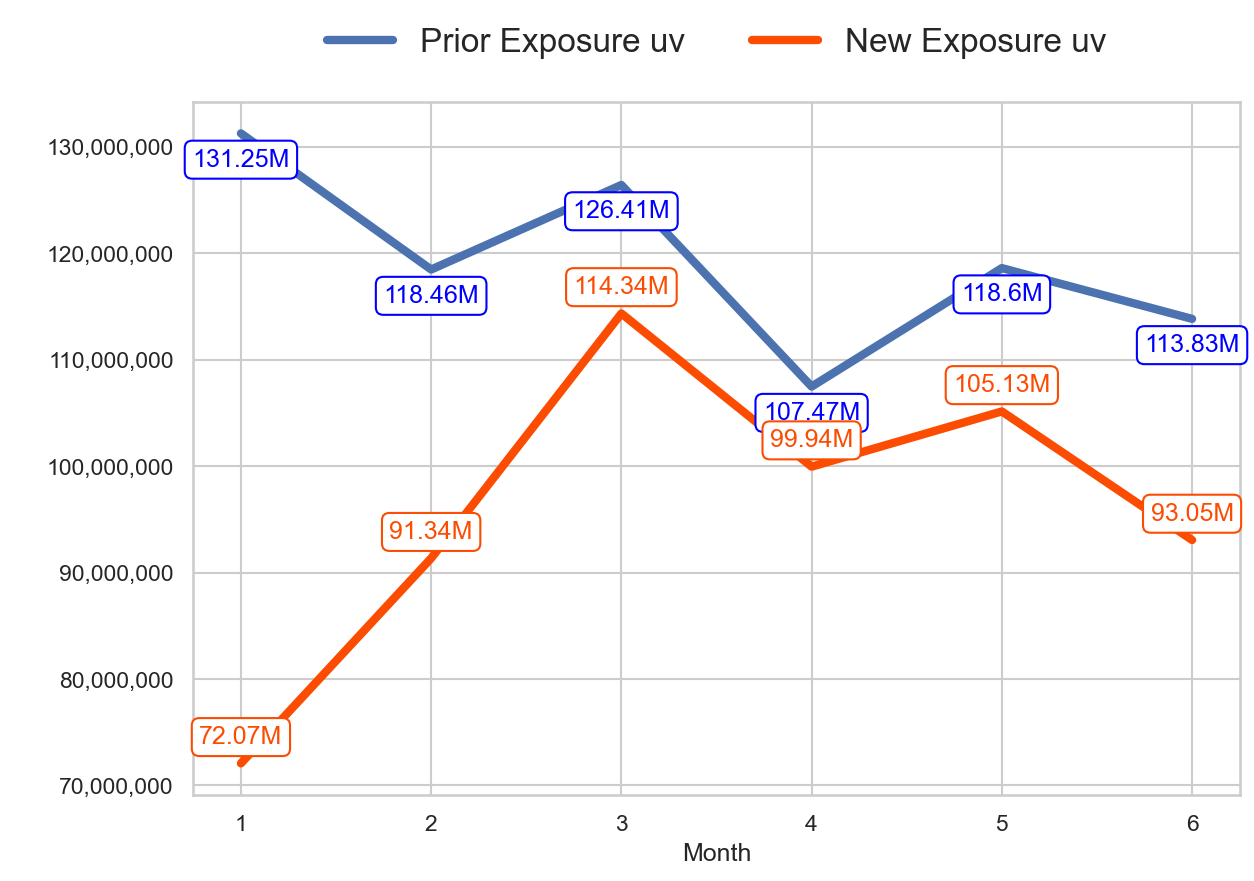 Prior Exposure uv New Exposure uv
130,000,000
131.25M
126.41M
120,000,000
118.46M
114.34M
118.6M
110,000,000
113.83M
107.47M
105.13M
99.94M
100,000,000
91.34M
93.05M
90,000,000
80,000,000
72.07M
70,000,000
1 2 3 4 5 6
Month